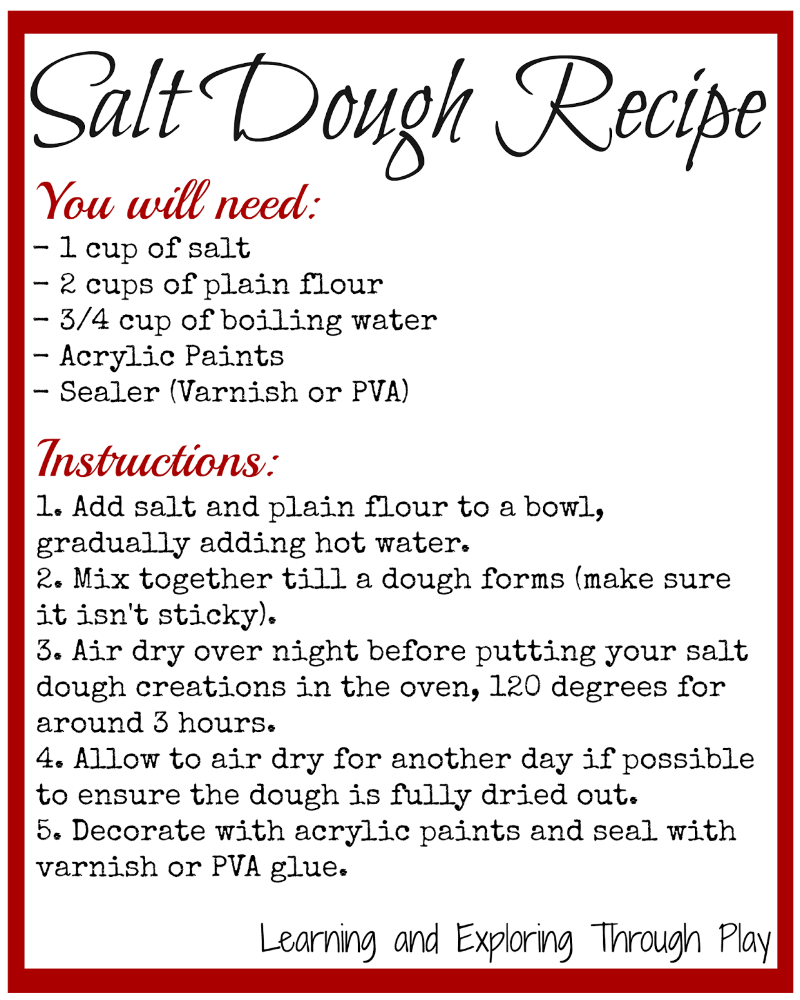 Salt Dough Recipe
You will need:
- 1 cup of salt
- 2 cups of plain flour
- 3/4 cup of boiling water
- Acrylic Paints
- Sealer (Varnish or PVA)
Instructions:
1. Add salt and plain flour to a bowl,
gradually adding hot water.
2. Mix together till a dough forms (make sure
it isn't sticky).
3. Air dry over night before putting your salt
dough creations in the oven, 120 degrees for
around 3 hours.
4. Allow to air dry for another day if possible
to ensure the dough is fully dried out.
5. Decorate with acrylic paints and seal with
varnish or PVA glue.
Learning and Exploring Through Play